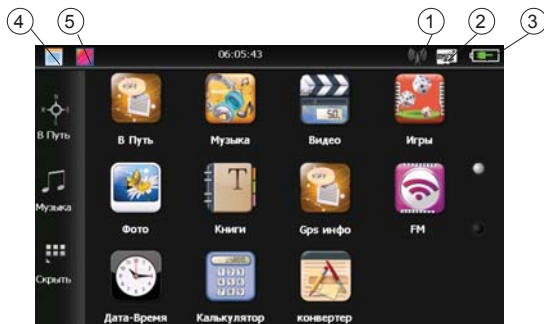 4
5
1
2
3
06:05:43
В Путь
Музыка
Видео
Игры
В Путь
Музыка
Фото
Книги
Gps инфо
FM
Скрыть
Дата-Время
Калькулятор
конвертер